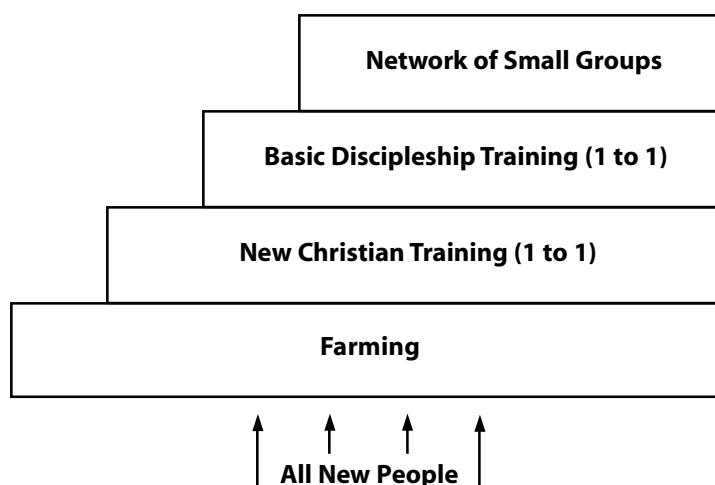 Network of Small Groups
Basic Discipleship Training (1 to 1)
New Christian Training (1 to 1)
Farming
All New People